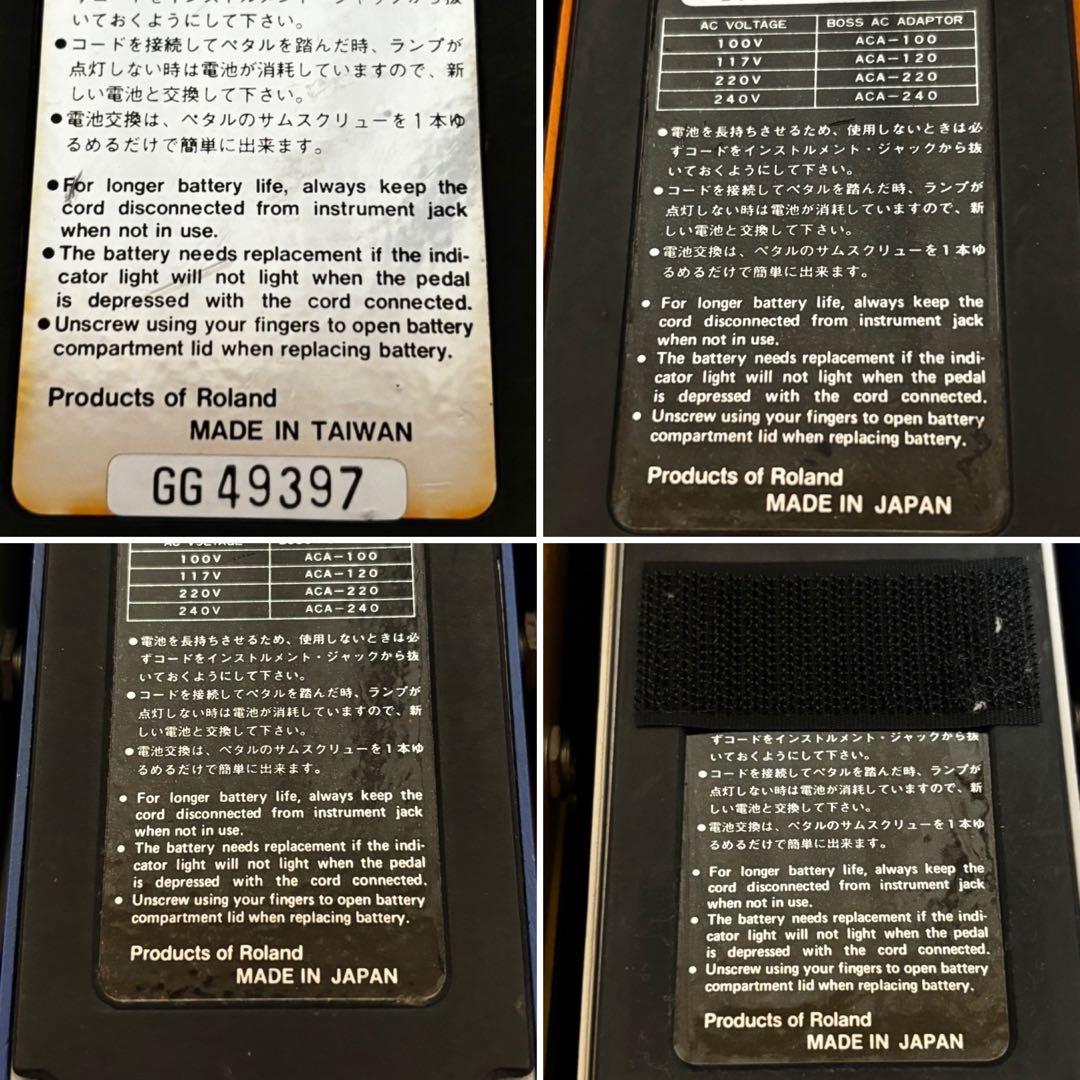 いておくようにして下さい。
●コードを接続してペタルを踏んだ時、ランプが
点灯しない時は電池が消耗していますので、新
しい電池と交換して下さい。
●電池交換は、ペタルのサムスクリューを1本ゆ
るめるだけで簡単に出来ます。
●For longer battery life, always keep the
cord disconnected from instrument jack
when not in use.
●The battery needs replacement if the indi-
cator light will not light when the pedal
is depressed with the cord connected.
●Unscrew using your fingers to open battery
compartment lid when replacing battery.
Products of Roland
MADE IN TAIWAN
GG 49397
AC VOLTAGE BOSS AC ADAPTOR
100V ACA-100
117V ACA-120
220V ACA-220
240V ACA-240
●電池を長持ちさせるため、使用しないときは必
ずコードをインストルメント・ジャックから抜
いておくようにして下さい。
●コードを接続してペタルを踏んだ時、ランプが
点灯しない時は電池が消耗していますので、新
しい電池と交換して下さい。
●電池交換は、ペタルのサムスクリューを1本ゆ
るめるだけで簡単に出来ます。
● For longer battery life, always keep the
cord disconnected from instrument jack
when not in use.
● The battery needs replacement if the indi-
cator light will not light when the pedal
is depressed with the cord connected.
● Unscrew using your fingers to open battery
compartment lid when replacing battery.
Products of Roland
MADE IN JAPAN
100V ACA-100
117V ACA-120
220V ACA-220
240V ACA-240
●電池を長持ちさせるため、使用しないときは必
ずコードをインストルメント・ジャックから抜
いておくようにして下さい。
●コードを接続してペタルを踏んだ時、ランプが
点灯しない時は電池が消耗していますので、新
しい電池と交換して下さい。
●電池交換は、ペタルのサムスクリューを1本ゆ
るめるだけで簡単に出来ます。
● For longer battery life, always keep the
cord disconnected from instrument jack
when not in use.
● The battery needs replacement if the indi-
cator light will not light when the pedal
is depressed with the cord connected.
● Unscrew using your fingers to open battery
compartment lid when replacing battery.
Products of Roland
MADE IN JAPAN
ずコードをインストルメント・ジャックから抜
いておくようにして下さい。
●コードを接続してペタルを踏んだ時、ランプが
点灯しない時は電池が消耗していますので、新
しい電池と交換して下さい。
●電池交換は、ペタルのサムスクリューを1本ゆ
るめるだけで簡単に出来ます。
● For longer battery life, always keep the
cord disconnected from instrument jack
when not in use.
● The battery needs replacement if the indi-
cator light will not light when the pedal
is depressed with the cord connected.
● Unscrew using your fingers to open battery
compartment lid when replacing battery.
Products of Roland
MADE IN JAPAN